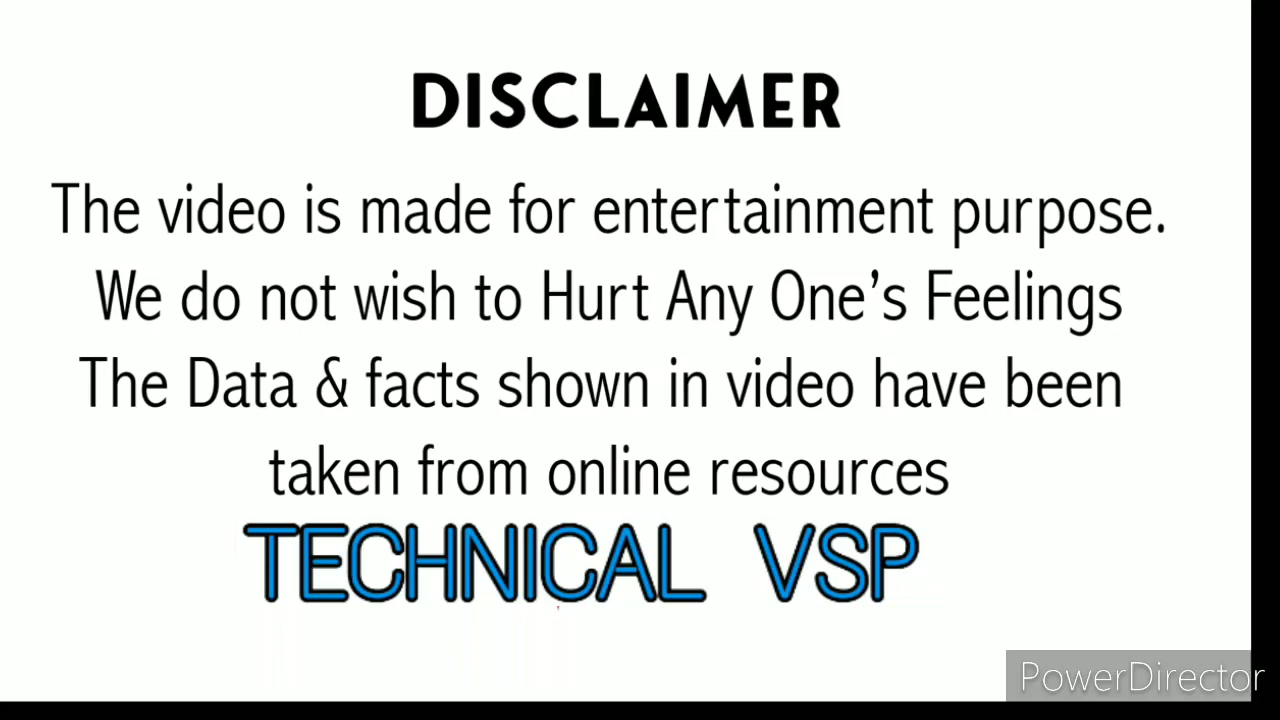 DISCLAIMER
The video is made for entertainment purpose.
We do not wish to Hurt Any One's Feelings
The Data & facts shown in video have been
taken from online resources
TECHNICAL VSP
PowerDirector